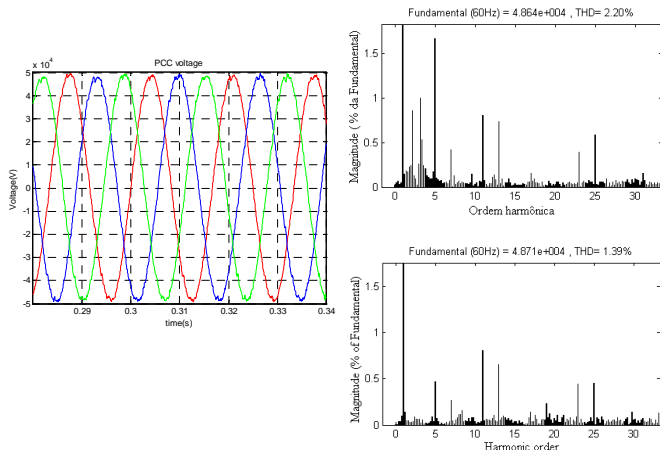 PCC voltage
x 10⁴
5
4
3
2
1
0
-1
-2
-3
-4
-5
Voltage(V)
0.29 0.3 0.31 0.32 0.33 0.34
time(s)
Fundamental (60Hz) = 4.864e+004 , THD= 2.20%
Magnitude ( % da Fundamental)
1.5
1
0.5
0
0 5 10 15 20 25 30
Ordem harmônica
Fundamental (60Hz) = 4.871e+004 , THD= 1.39%
Magnitude (% of Fundamental)
1.5
1
0.5
0
0 5 10 15 20 25 30
Harmonic order